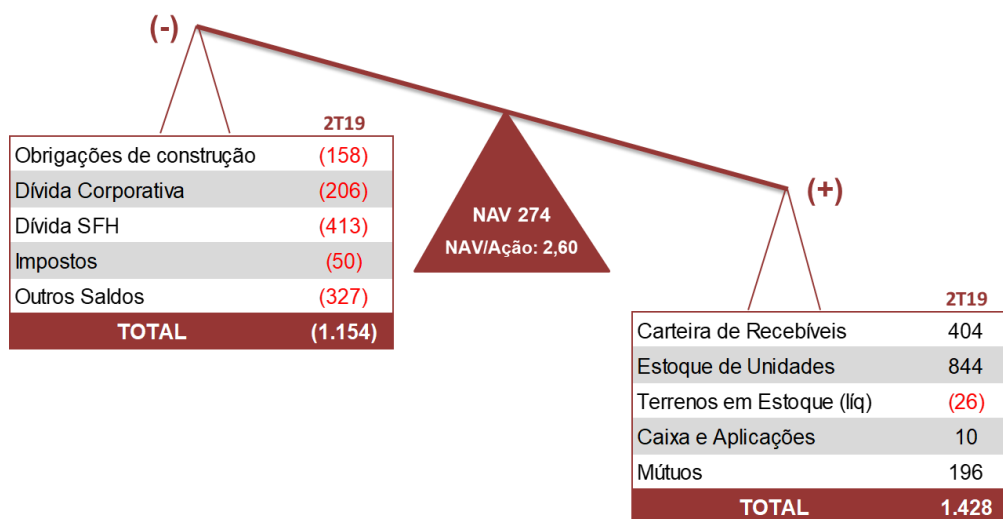 (-)
2T19
Obrigações de construção (158)
Dívida Corporativa (206)
Dívida SFH (413)
Impostos (50)
Outros Saldos (327)
TOTAL (1.154)
NAV 274
NAV/Ação: 2,60
(+)
2T19
Carteira de Recebíveis 404
Estoque de Unidades 844
Terrenos em Estoque (líq) (26)
Caixa e Aplicações 10
Mútuos 196
TOTAL 1.428